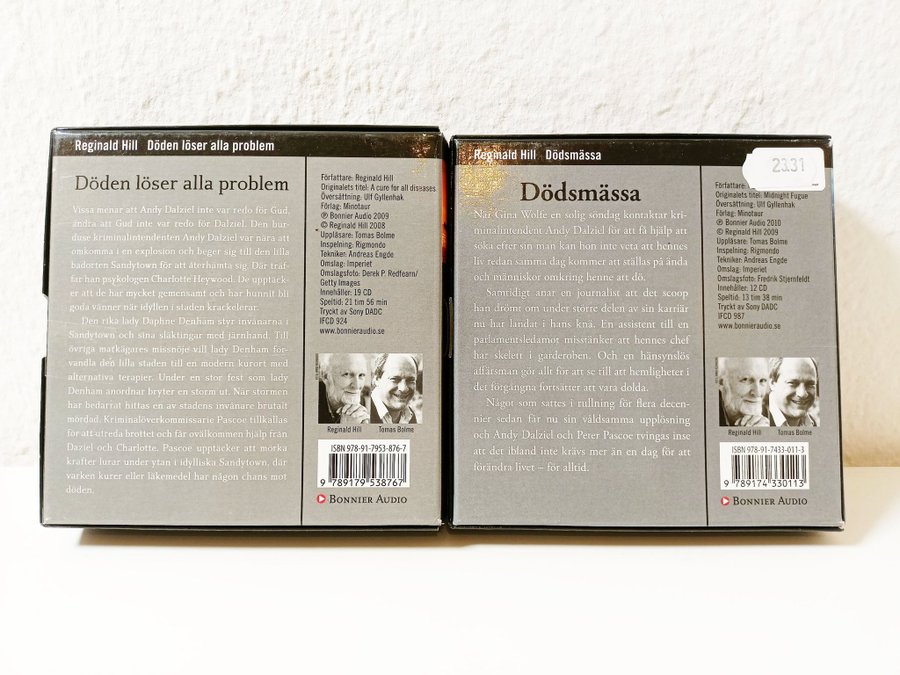 Reginald Hill Döden löser alla problem
Döden löser alla problem
Vissa menar att Andy Dalziel inte var redo för Gud,
andra att Gud inte var redo för Dalziel. Den bur-
duse kriminalintendenten Andy Dalziel var nära att
omkomma i en explosion och beger sig till den lilla
badorten Sandytown för att återhämta sig. Där träf-
far han psykologen Charlotte Heywood. De upptäck-
er att de har mycket gemensamt och har hunnit bli
goda vänner när idyllen i staden krackelerar.
Den rika lady Daphne Denham styr invånarna i
Sandytown och sina släktingar med järnhand. Till
övriga matkägares missnöje vill lady Denham för-
vandla den lilla staden till en modern kurort med
alternativa terapier. Under en stor fest som lady
Denham anordnar bryter en storm ut. När stormen
har bedarrat hittas en av stadens invånare brutalt
mördad. Kriminalöverkommissarie Pascoe tillkallas
för att utreda brottet och får ovälkommen hjälp från
Daziel och Charlotte. Pascoe upptäcker att mörka
krafter lurar under ytan i idylliska Sandytown, där
varken kurer eller läkemedel har någon chans mot
döden.
Författare: Reginald Hill
Originalets titel: A cure for all diseases
Översättning: Ulf Gyllenhak
Förlag: Minotaur
℗ Bonnier Audio 2009
© Reginald Hill 2008
Uppläsare: Tomas Bolme
Inspelning: Rigmondo
Tekniker: Andreas Engde
Omslag: Imperiet
Omslagsfoto: Derek P. Redfearn/
Getty Images
Innehåller: 19 CD
Speltid: 21 tim 56 min
Tryckt av Sony DADC
IFCD 924
www.bonnieraudio.se
Reginald Hill Tomas Bolme
ISBN 978-91-7953-876-7
9 789179 538767
BONNIER AUDIO
Reginald Hill Dödsmässa
23.31
Dödsmässa
När Gina Wolfe en solig söndag kontaktar kri-
minalintendent Andy Dalziel för att få hjälp att
söka efter sin man kan hon inte veta att hennes
liv redan samma dag kommer att ställas på ända
och människor omkring henne att dö.
Samtidigt anar en journalist att det scoop
han drömt om under större delen av sin karriär
nu har landat i hans knä. En assistent till en
parlamentsledamot misstänker att hennes chef
har skelett i garderoben. Och en hänsynslös
affärsman gör allt för att se till att hemligheter i
det förgångna fortsätter att vara dolda.
Något som sattes i rullning för flera decen-
nier sedan får nu sin våldsamma upplösning
och Andy Dalziel och Peter Pascoe tvingas inse
att det ibland inte krävs mer än en dag för att
förändra livet – för alltid.
Författare:
Originalets titel: Midnight Fugue
Översättning: Ulf Gyllenhak
Förlag: Minotaur
℗ Bonnier Audio 2010
© Reginald Hill 2009
Uppläsare: Tomas Bolme
Inspelning: Rigmondo
Tekniker: Andreas Engde
Omslag: Imperiet
Omslagsfoto: Fredrik Stjernfeldt
Innehåller: 12 CD
Speltid: 13 tim 38 min
Tryckt av Sony DADC
IFCD 987
www.bonnieraudio.se
Reginald Hill Tomas Bolme
ISBN 978-91-7433-011-3
9 789174 330113
BONNIER AUDIO